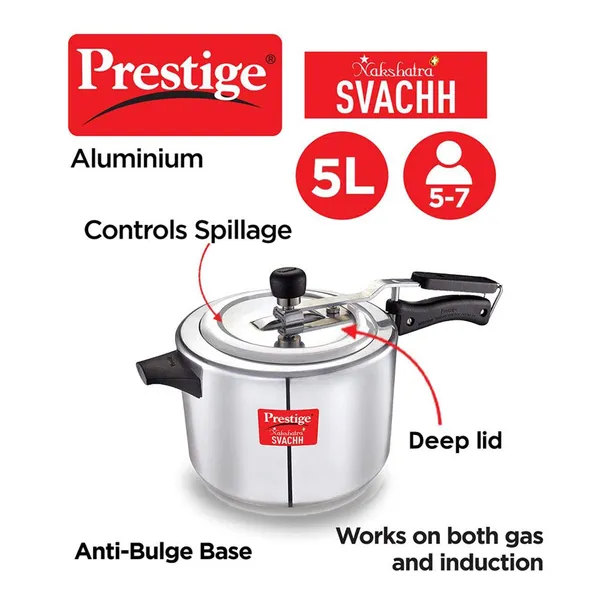 Prestige®
Nakshatra
SVACHH
Aluminium
5L
5-7
Controls Spillage
Deep lid
Prestige
Nakshatra
SVACHH
Anti-Bulge Base
Works on both gas
and induction